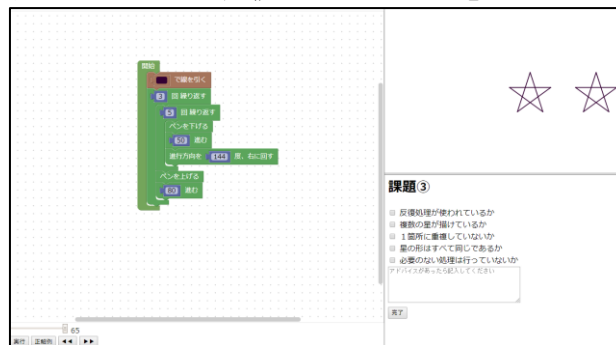 開始
で線を引く
3 回 繰り返す
5 回 繰り返す
ペンを下げる
50 進む
進行方向を 144 度、右に回す
ペンを上げる
80 進む
課題③
反復処理が使われているか
複数の星が描けているか
1箇所に重複していないか
星の形はすべて同じであるか
必要のない処理は行っていないか
アドバイスがあったら記入してください
完了
65
実行 正解例 ◀◀ ▶▶